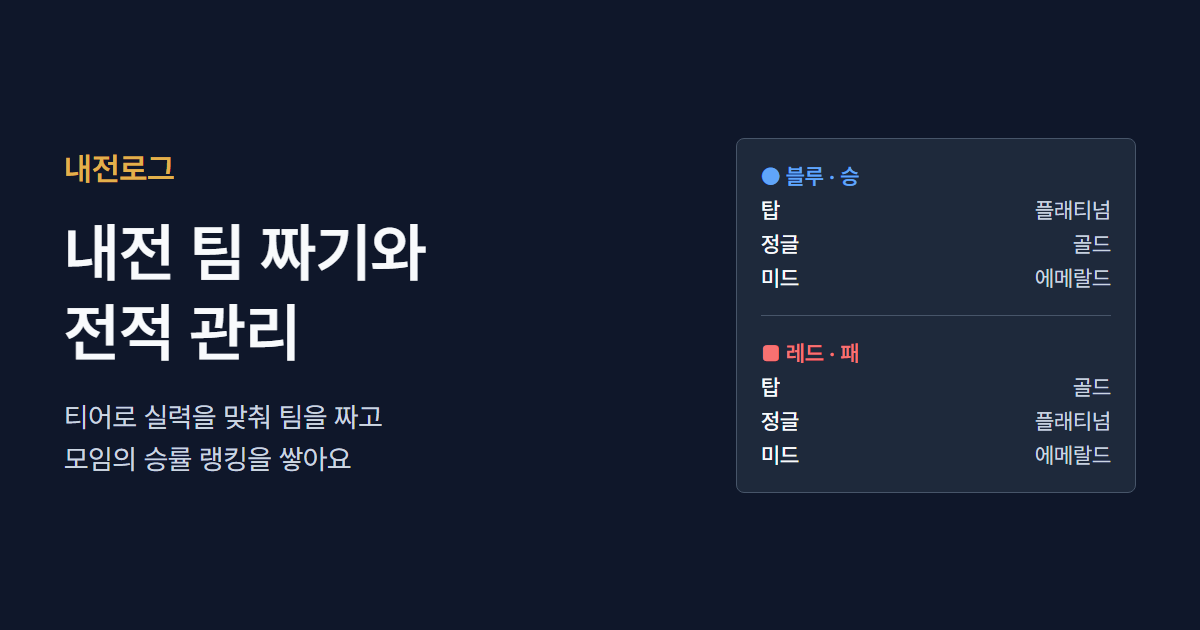 내전로그
내전 팀 짜기와
전적 관리
티어로 실력을 맞춰 팀을 짜고
모임의 승률 랭킹을 쌓아요
블루 · 승
탑 플래티넘
정글 골드
미드 에메랄드
레드 · 패
탑 골드
정글 플래티넘
미드 에메랄드